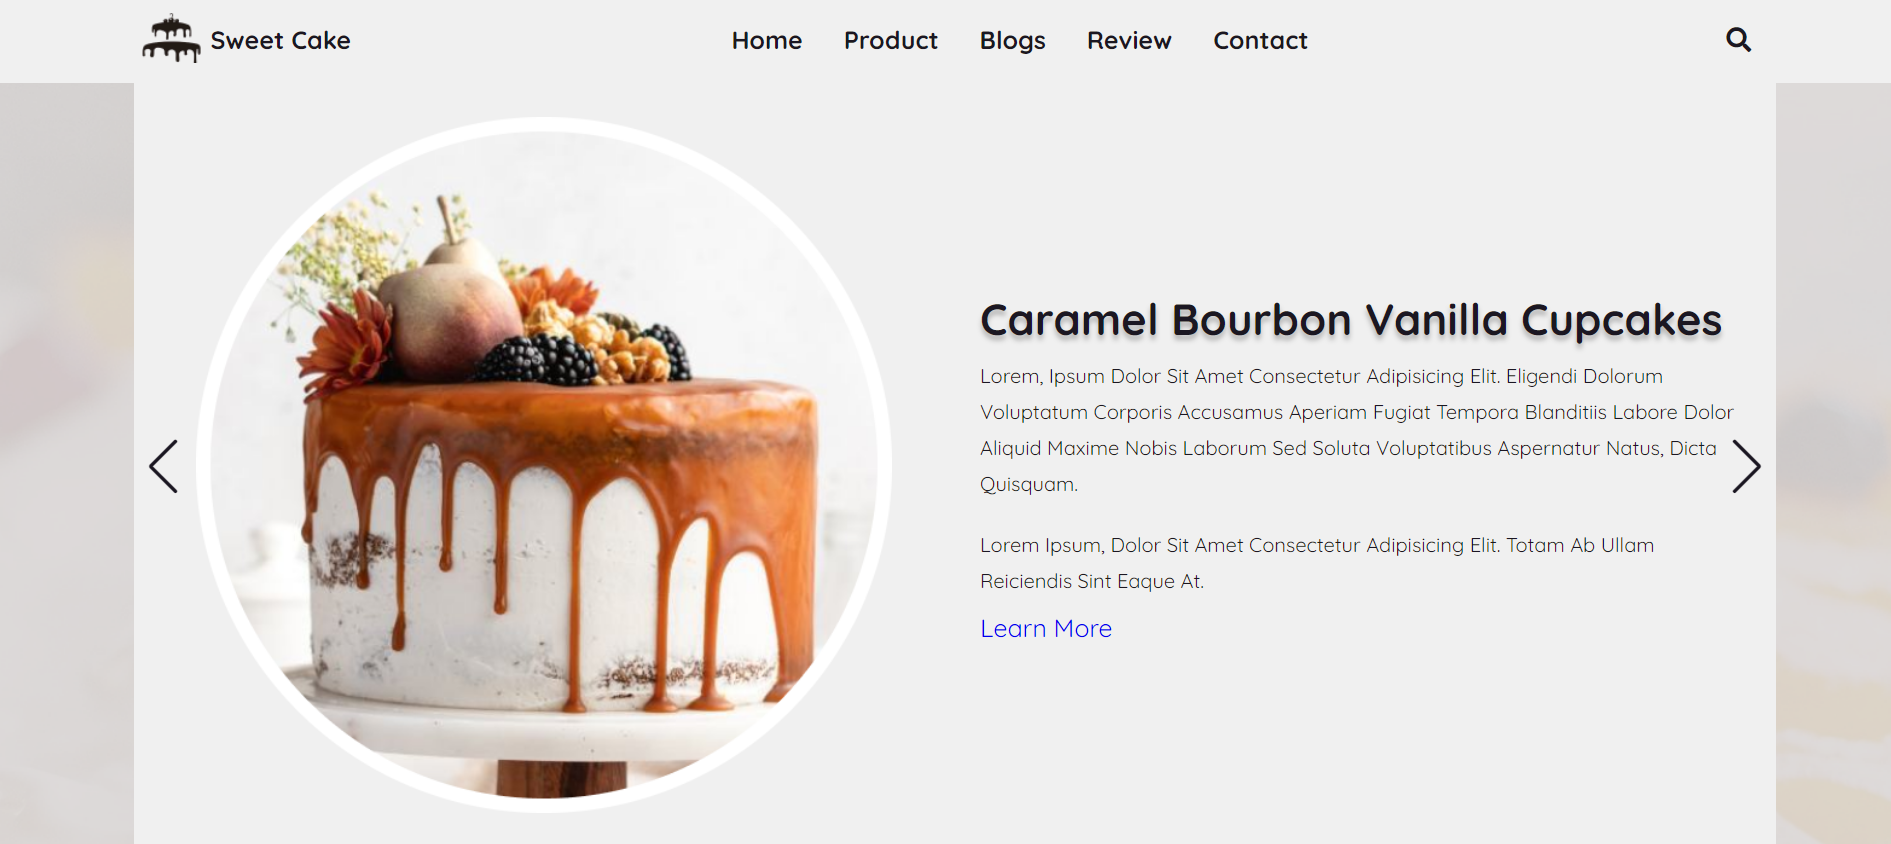 Sweet Cake
Home Product Blogs Review Contact
Caramel Bourbon Vanilla Cupcakes
Lorem, Ipsum Dolor Sit Amet Consectetur Adipisicing Elit. Eligendi Dolorum
Voluptatum Corporis Accusamus Aperiam Fugiat Tempora Blanditiis Labore Dolor
Aliquid Maxime Nobis Laborum Sed Soluta Voluptatibus Aspernatur Natus, Dicta
Quisquam.
Lorem Ipsum, Dolor Sit Amet Consectetur Adipisicing Elit. Totam Ab Ullam
Reiciendis Sint Eaque At.
Learn More